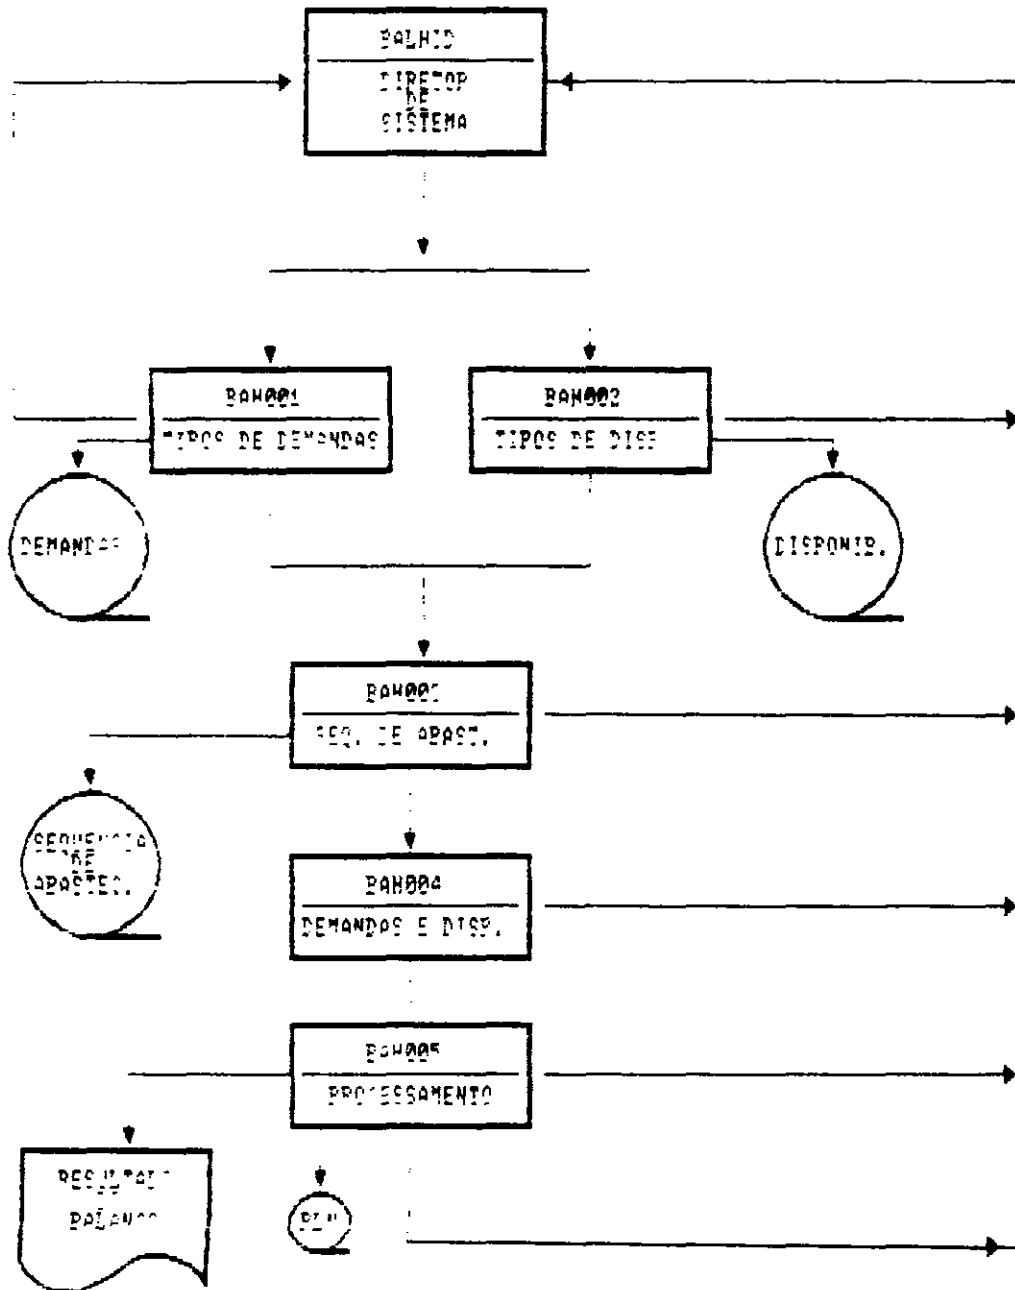 BALHID
DIRETOR
DE
SISTEMA
BAH001
TIPOS DE DEMANDAS
BAH002
TIPOS DE DISP
DEMANDAS
DISPONIB.
SEQ. DE ABAST.
SEQUENCIA
DE
ABASTEC.
BAH004
DEMANDAS E DISP.
BAH005
PROCESSAMENTO
RESULTADO
BALANCO